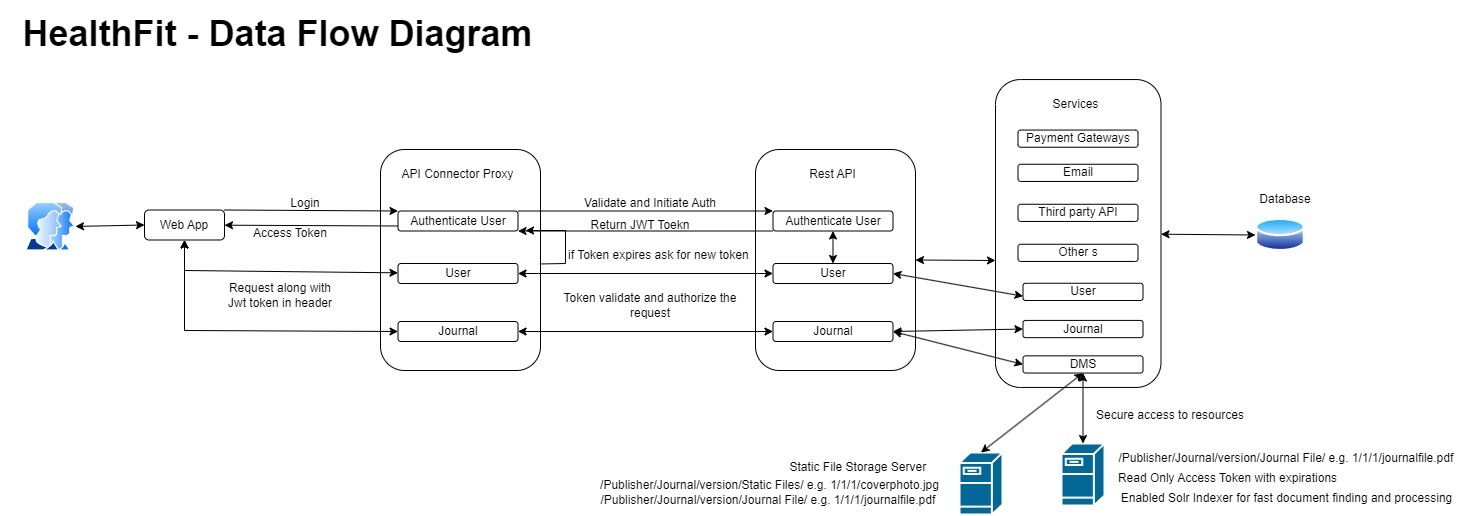 HealthFit - Data Flow Diagram
Services
Payment Gateways
Email
Third party API
Other s
User
Journal
DMS
API Connector Proxy
Authenticate User
User
Journal
Rest API
Authenticate User
User
Journal
Web App
Login
Access Token
Request along with
Jwt token in header
Validate and Initiate Auth
Return JWT Toekn
if Token expires ask for new token
Token validate and authorize the
request
Database
Secure access to resources
Static File Storage Server
/Publisher/Journal/version/Static Files/ e.g. 1/1/1/coverphoto.jpg
/Publisher/Journal/version/Journal File/ e.g. 1/1/1/journalfile.pdf
/Publisher/Journal/version/Journal File/ e.g. 1/1/1/journalfile.pdf
Read Only Access Token with expirations
Enabled Solr Indexer for fast document finding and processing